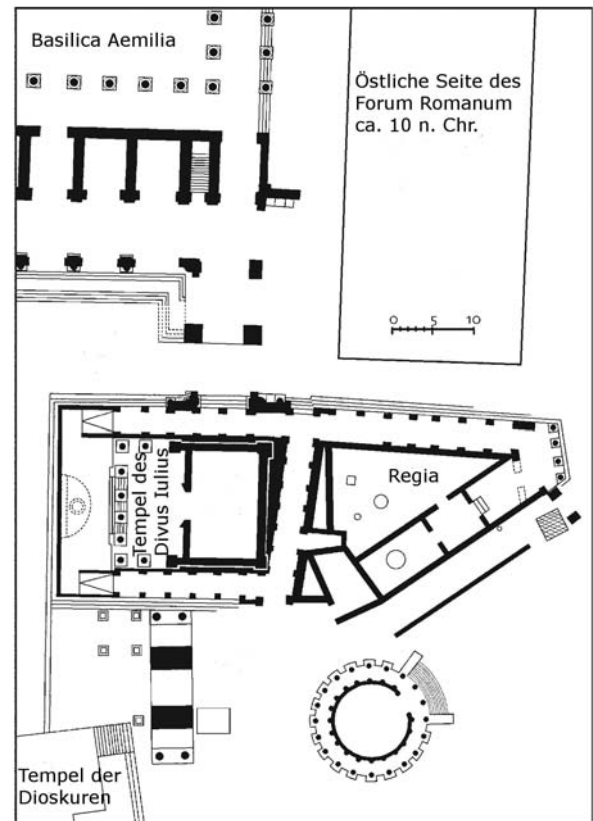 Basilica Aemilia
Östliche Seite des
Forum Romanum
ca. 10 n. Chr.
0 5 10
Tempel des
Divus Iulius
Regia
Tempel der
Dioskuren